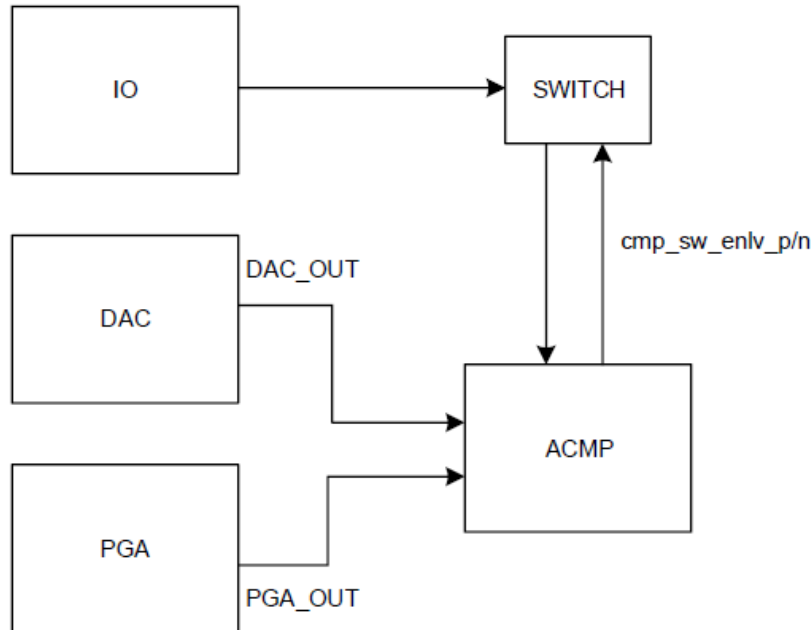 IO
SWITCH
cmp_sw_enlv_p/n
DAC_OUT
DAC
ACMP
PGA
PGA_OUT